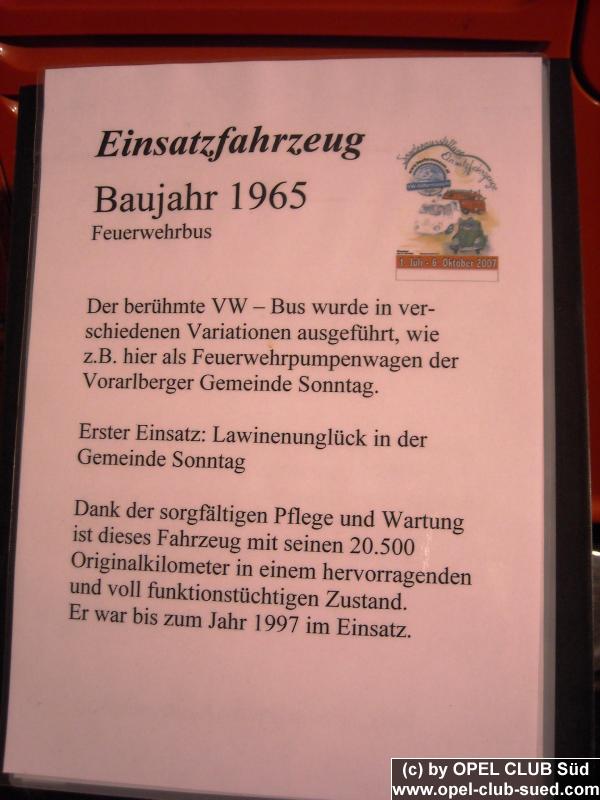 Einsatzfahrzeug
Baujahr 1965
Feuerwehrbus
Sonderausstellung
Einsatzfahrzeuge
1. Juli - 6. Oktober 2007
Der berühmte VW – Bus wurde in ver-
schiedenen Variationen ausgeführt, wie
z.B. hier als Feuerwehrpumpenwagen der
Vorarlberger Gemeinde Sonntag.
Erster Einsatz: Lawinenunglück in der
Gemeinde Sonntag
Dank der sorgfältigen Pflege und Wartung
ist dieses Fahrzeug mit seinen 20.500
Originalkilometer in einem hervorragenden
und voll funktionstüchtigen Zustand.
Er war bis zum Jahr 1997 im Einsatz.
(c) by OPEL CLUB Süd
www.opel-club-sued.com